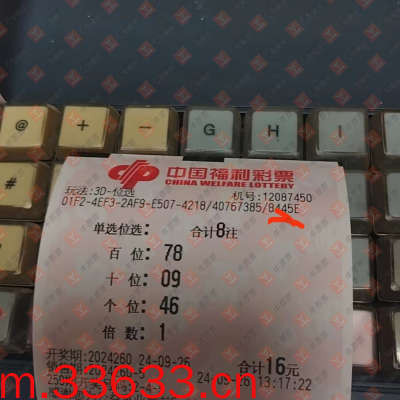 @ + - G H I
#
中国福利彩票
CHINA WELFARE LOTTERY
玩法:3D-位选 机号:12087450
01F2-4EF3-2AF9-E507-4218/40767385/8445E
单选位选: 合计8注
百位: 78
十位: 09
个位: 46
倍数: 1
开奖期:2024260 24-09-26 合计16元
24-09-26 13:17:22
m.33633.cn